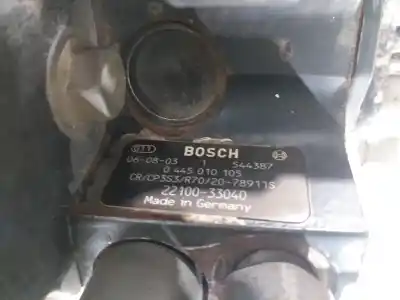 BOSCH
06-08-03 1 544387
0 445 010 105
CR/CP3S3/R70/20-78911S
22100-33040
Made in Germany